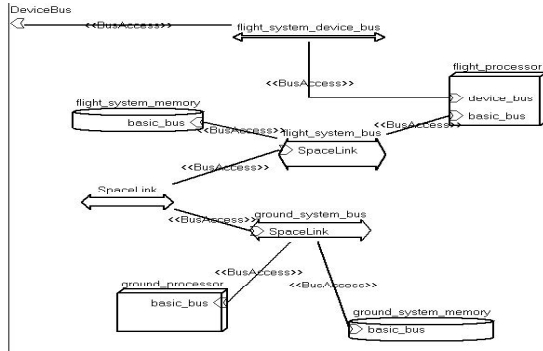 DeviceBus
<<BusAccess>>
flight_system_device_bus
<<BusAccess>>
flight_processor
device_bus
basic_bus
flight_system_memory
basic_bus
<<BusAccess>>
flight_system_bus
<<BusAccess>>
SpaceLink
<<BusAccess>>
SpaceLink
<<BusAccess>>
ground_system_bus
SpaceLink
<<BusAccess>>
<<BusAccess>>
ground_processor
basic_bus
ground_system_memory
basic_bus